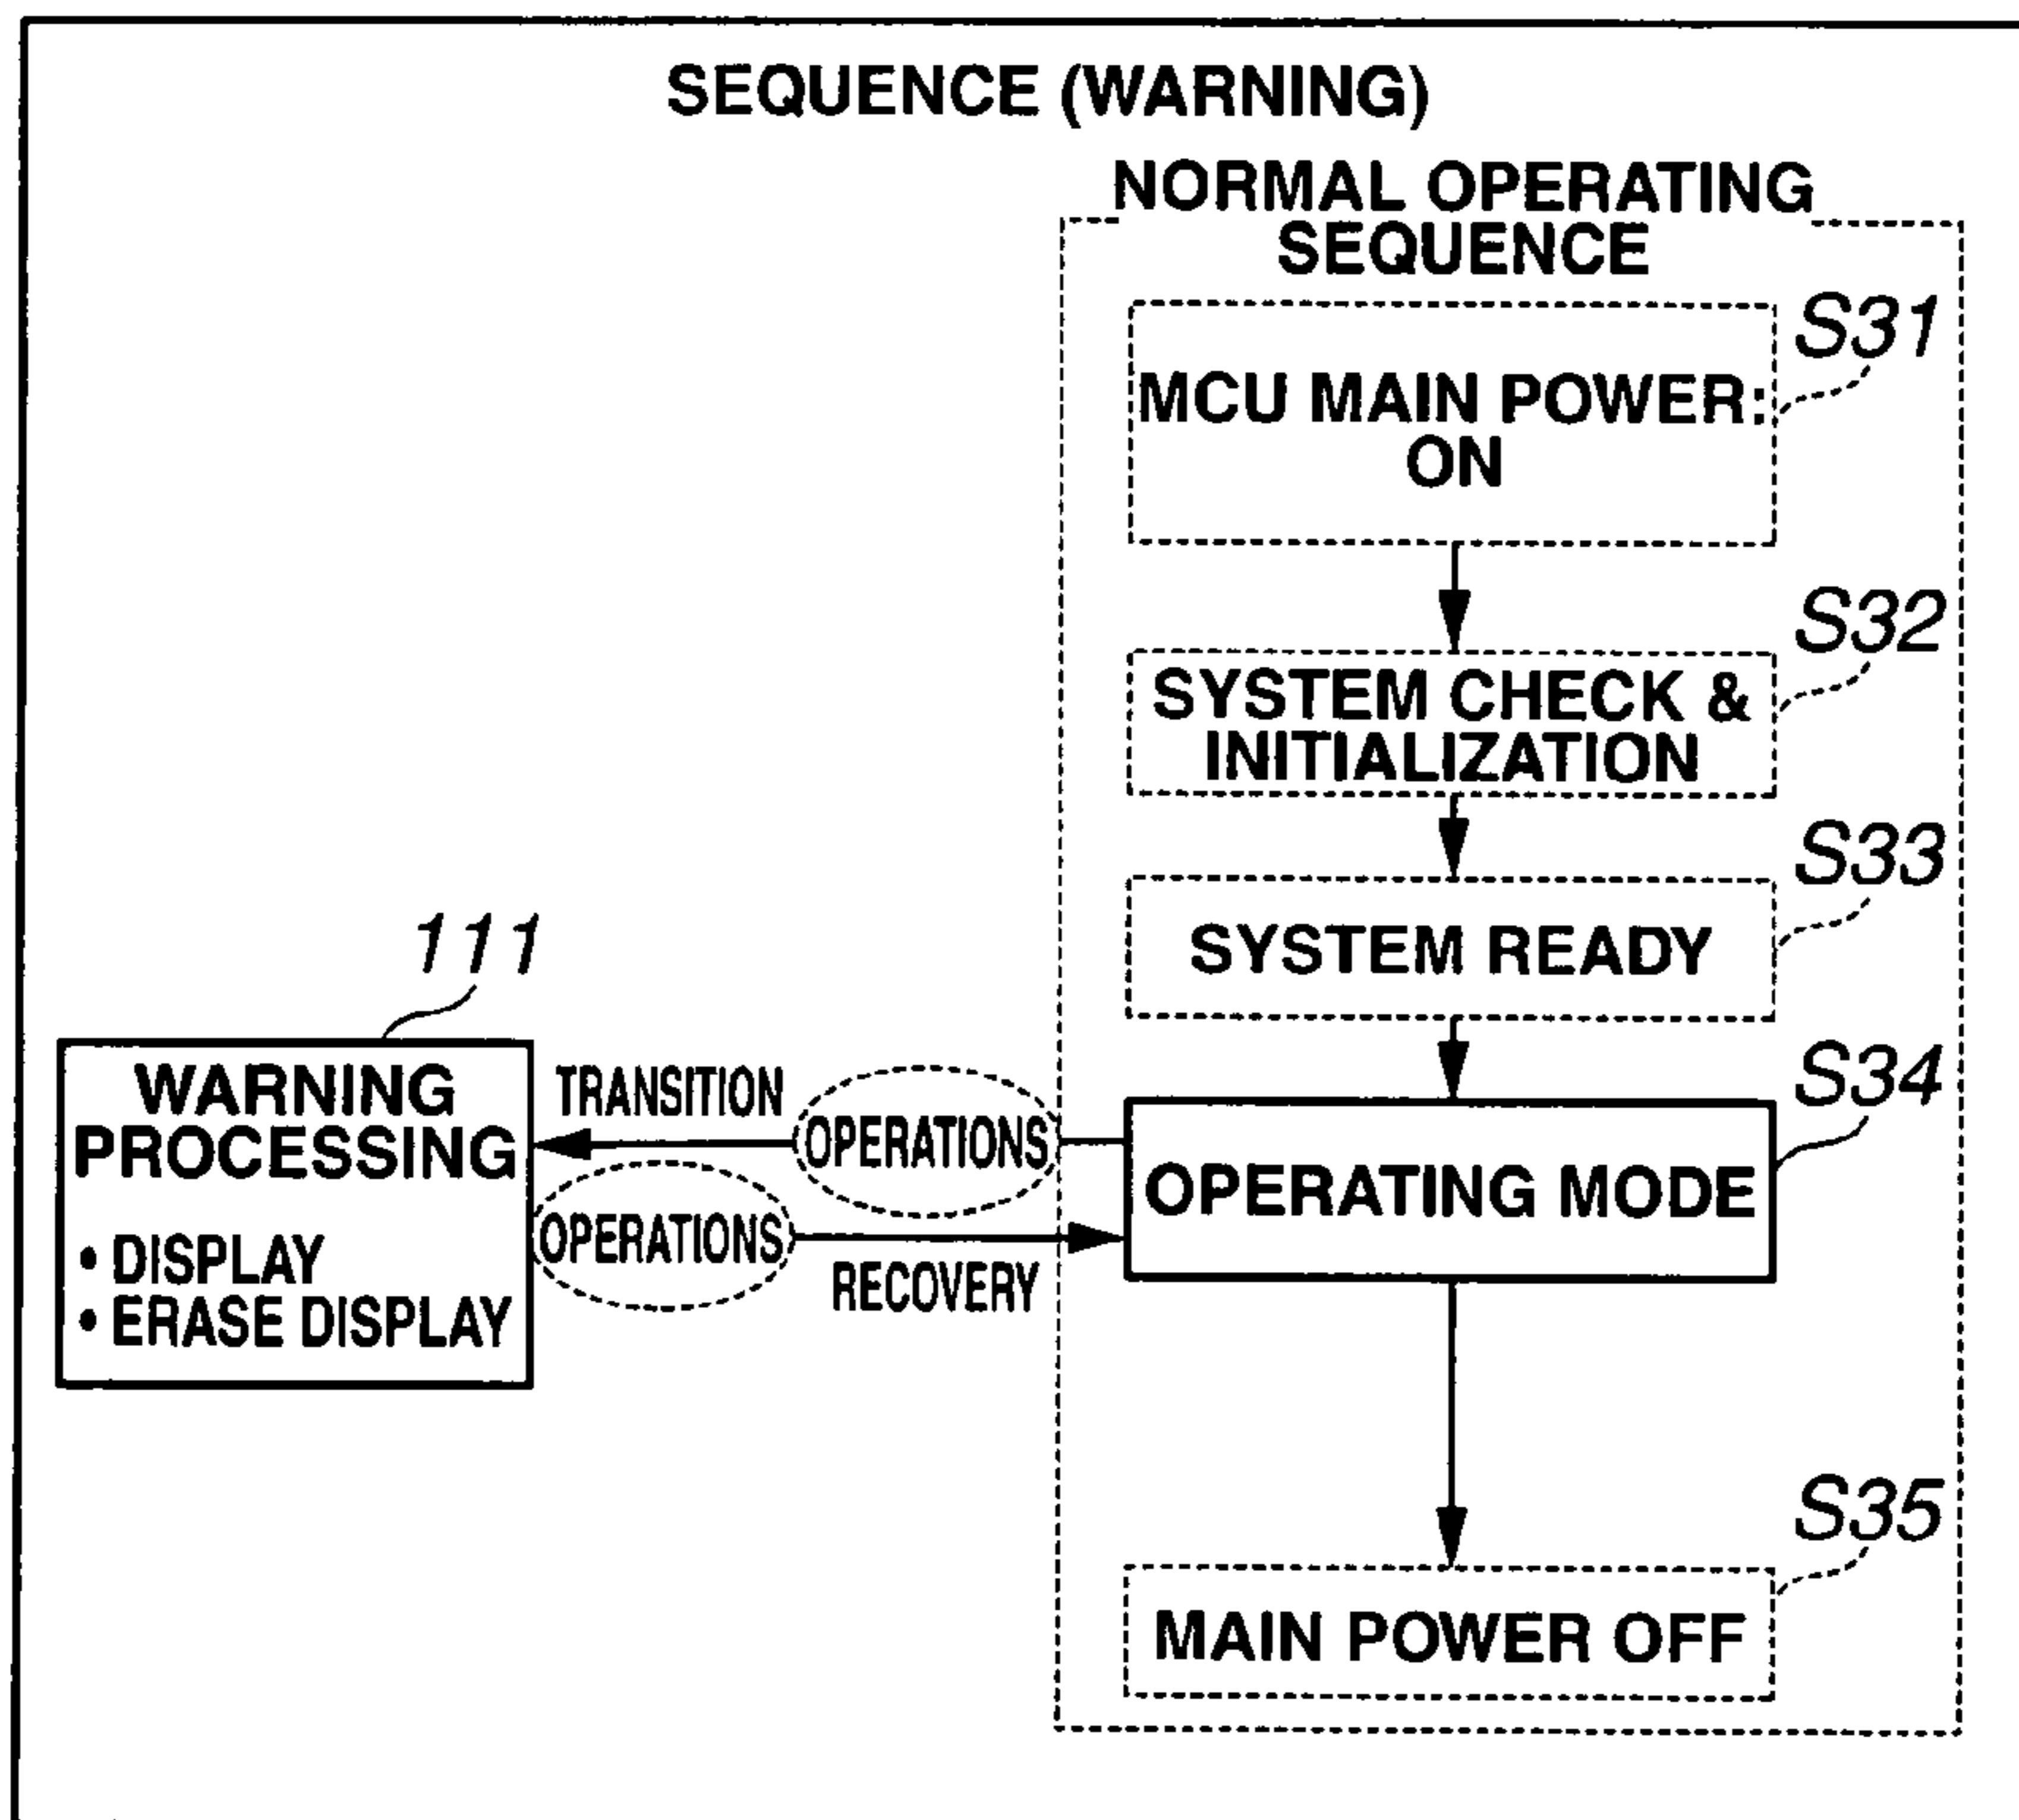 SEQUENCE (WARNING)
NORMAL OPERATING
SEQUENCE
S31
MCU MAIN POWER:
ON
S32
SYSTEM CHECK &
INITIALIZATION
S33
SYSTEM READY
111
WARNING
PROCESSING
• DISPLAY
• ERASE DISPLAY
TRANSITION
OPERATIONS
OPERATIONS
RECOVERY
S34
OPERATING MODE
S35
MAIN POWER OFF